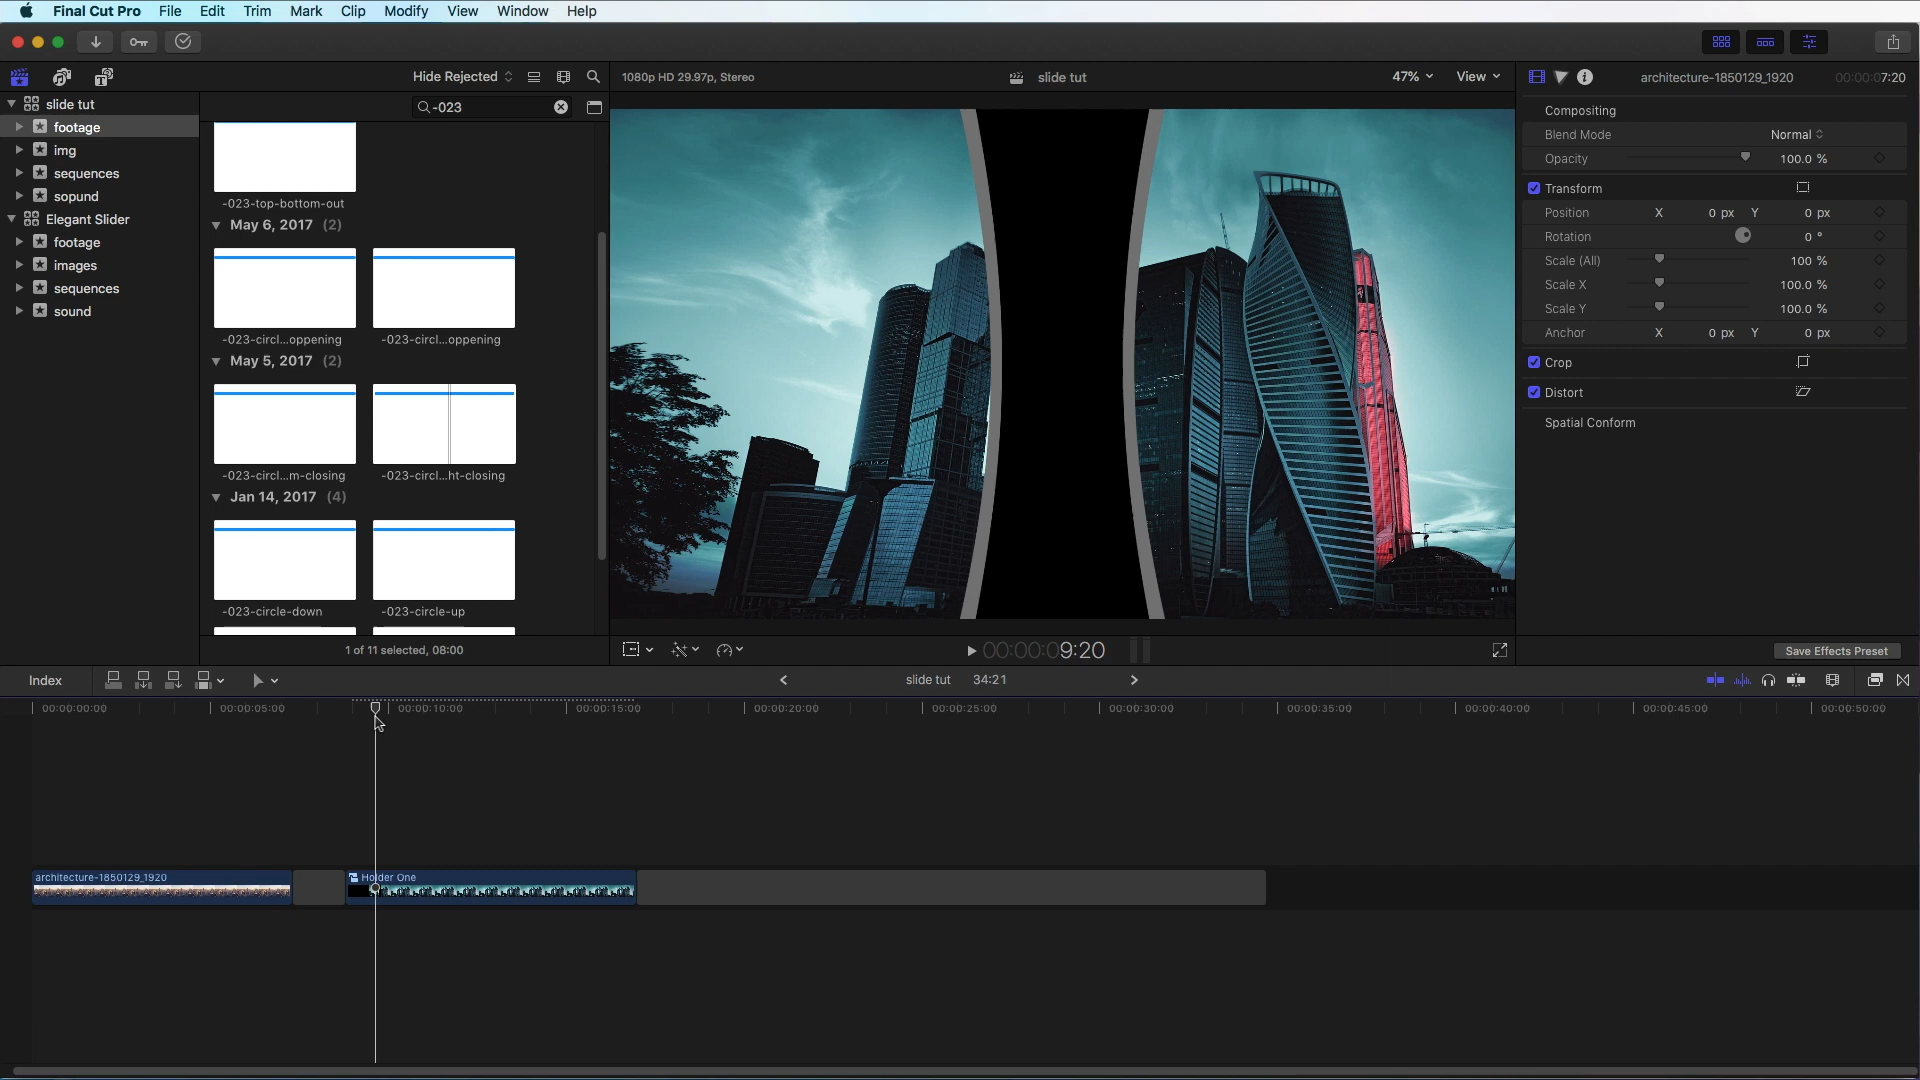 Final Cut Pro File Edit Trim Mark Clip Modify View Window Help
Hide Rejected
1080p HD 29.97p, Stereo
slide tut
47%
View
architecture-1850129_1920
00:00:07:20
slide tut
footage
img
sequences
sopund
Elegant Slider
footage
images
sequences
sound
-023
-023-top-bottom-out
May 6, 2017 (2)
-023-circl...oppening
-023-circl...oppening
May 5, 2017 (2)
-023-circl...m-closing
-023-circl...ht-closing
Jan 14, 2017 (4)
-023-circle-down
-023-circle-up
1 of 11 selected, 08:00
00:00:09:20
Compositing
Blend Mode Normal
Opacity 100.0 %
Transform
Position X 0 px Y 0 px
Rotation 0 °
Scale (All) 100 %
Scale X 100.0 %
Scale Y 100.0 %
Anchor X 0 px Y 0 px
Crop
Distort
Spatial Conform
Save Effects Preset
Index
slide tut 34:21
00:00:00:00 00:00:05:00 00:00:10:00 00:00:15:00 00:00:20:00 00:00:25:00 00:00:30:00 00:00:35:00 00:00:40:00 00:00:45:00 00:00:50:00
architecture-1850129_1920
Holder One